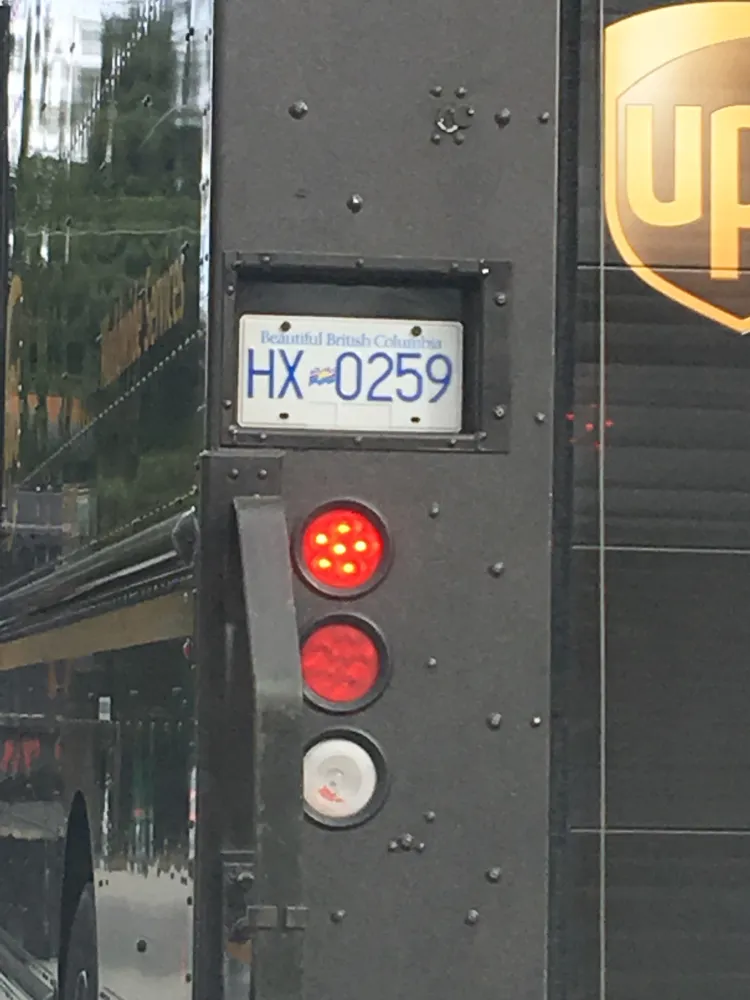 UP
Beautiful British Columbia
HX 0259